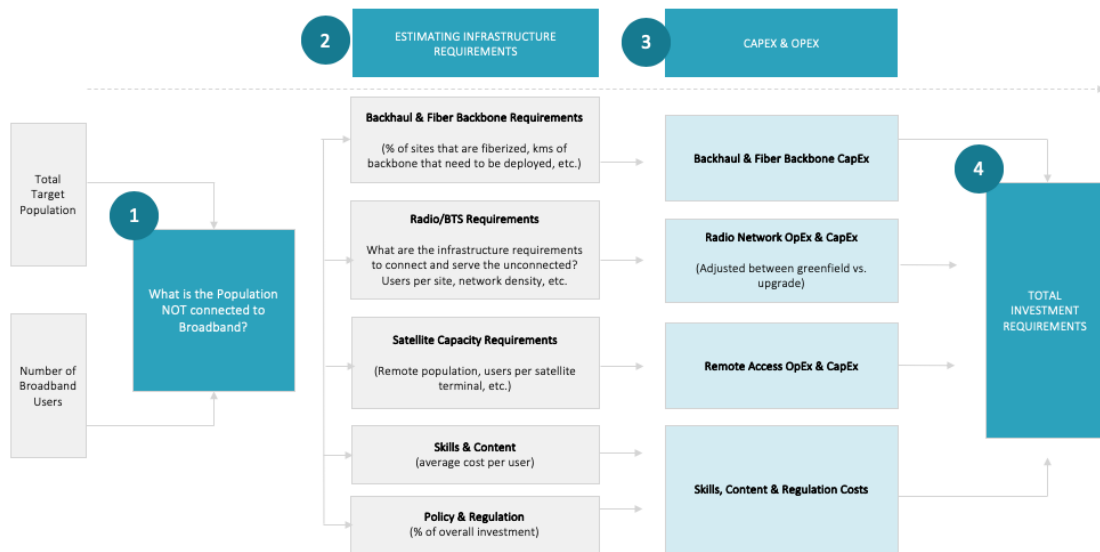 2
ESTIMATING INFRASTRUCTURE
REQUIREMENTS
3
CAPEX & OPEX
Total
Target
Population
Number of
Broadband
Users
1
What is the Population
NOT connected to
Broadband?
Backhaul & Fiber Backbone Requirements
(% of sites that are fiberized, kms of
backbone that need to be deployed, etc.)
Radio/BTS Requirements
What are the infrastructure requirements
to connect and serve the unconnected?
Users per site, network density, etc.
Satellite Capacity Requirements
(Remote population, users per satellite
terminal, etc.)
Skills & Content
(average cost per user)
Policy & Regulation
(% of overall investment)
Backhaul & Fiber Backbone CapEx
Radio Network OpEx & CapEx
(Adjusted between greenfield vs.
upgrade)
Remote Access OpEx & CapEx
Skills, Content & Regulation Costs
4
TOTAL
INVESTMENT
REQUIREMENTS